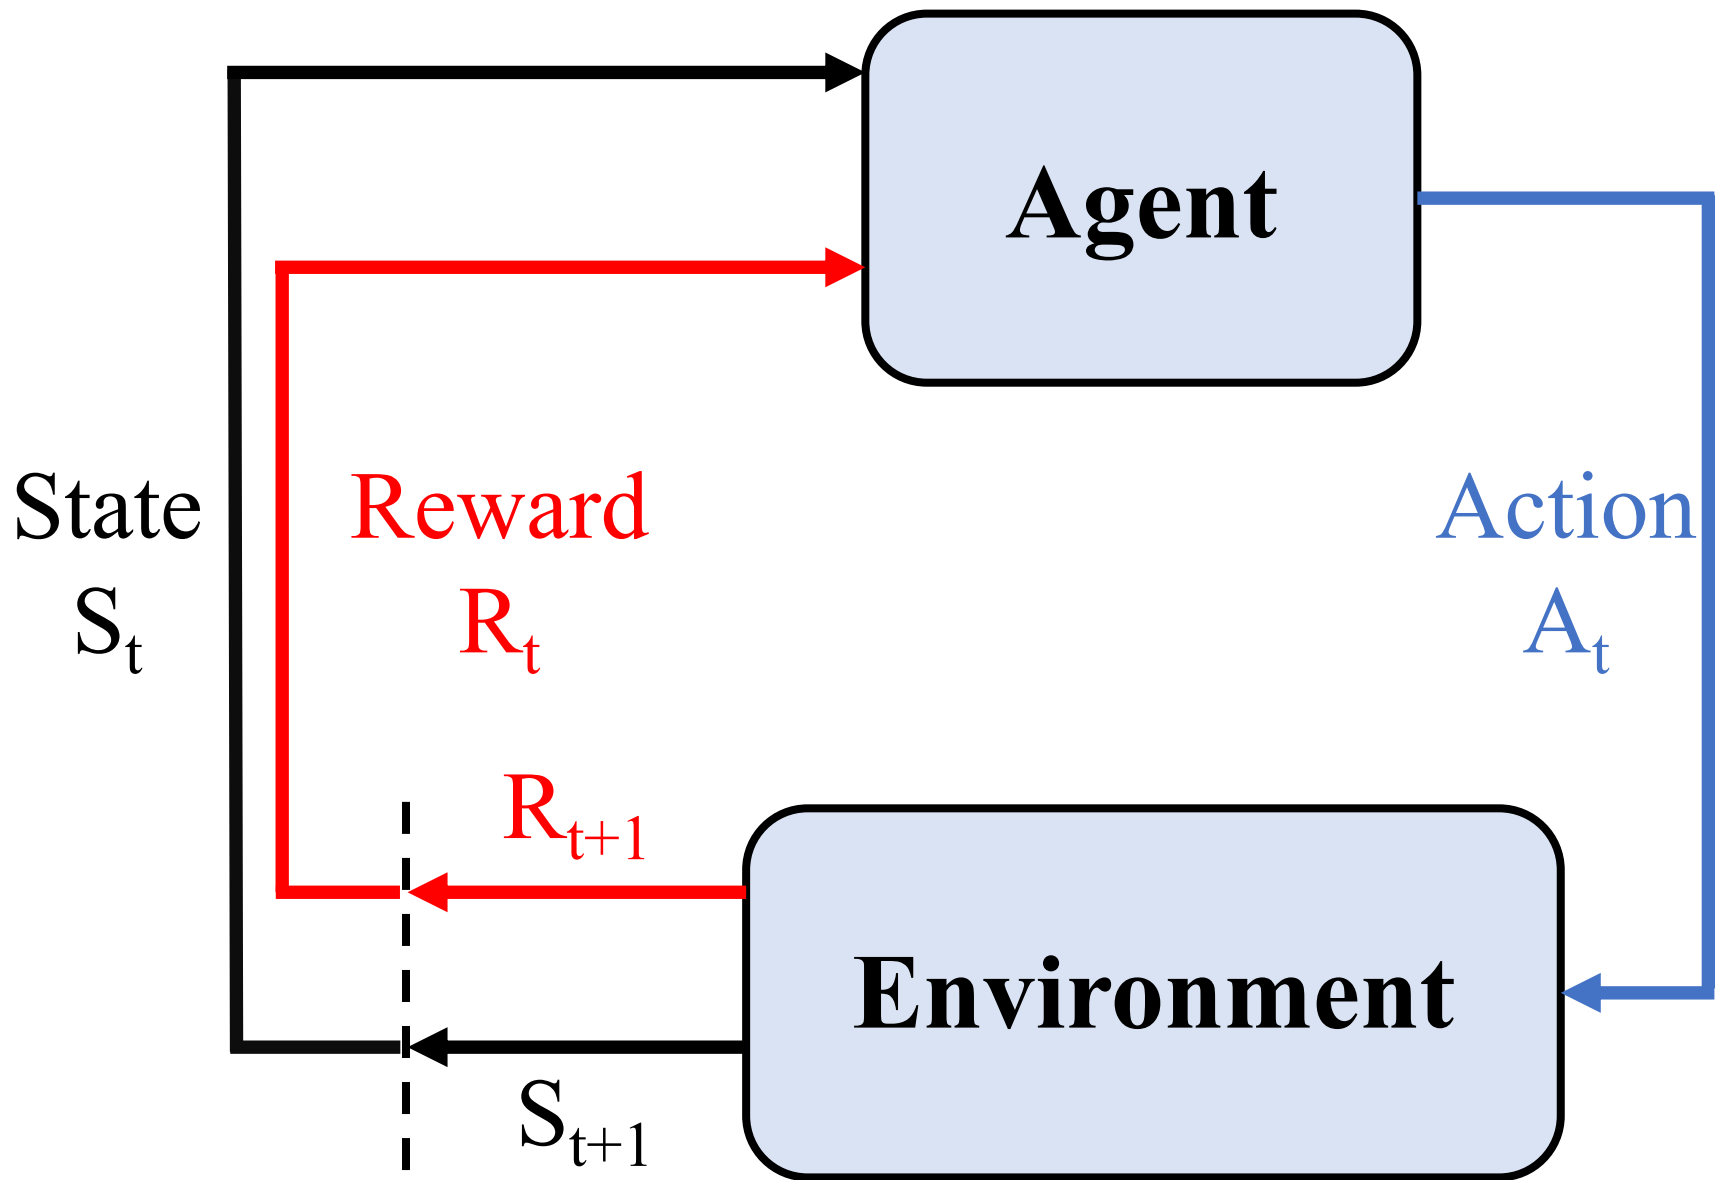 Agent
State
S_t
Reward
R_t
Action
A_t
R_{t+1}
Environment
S_{t+1}